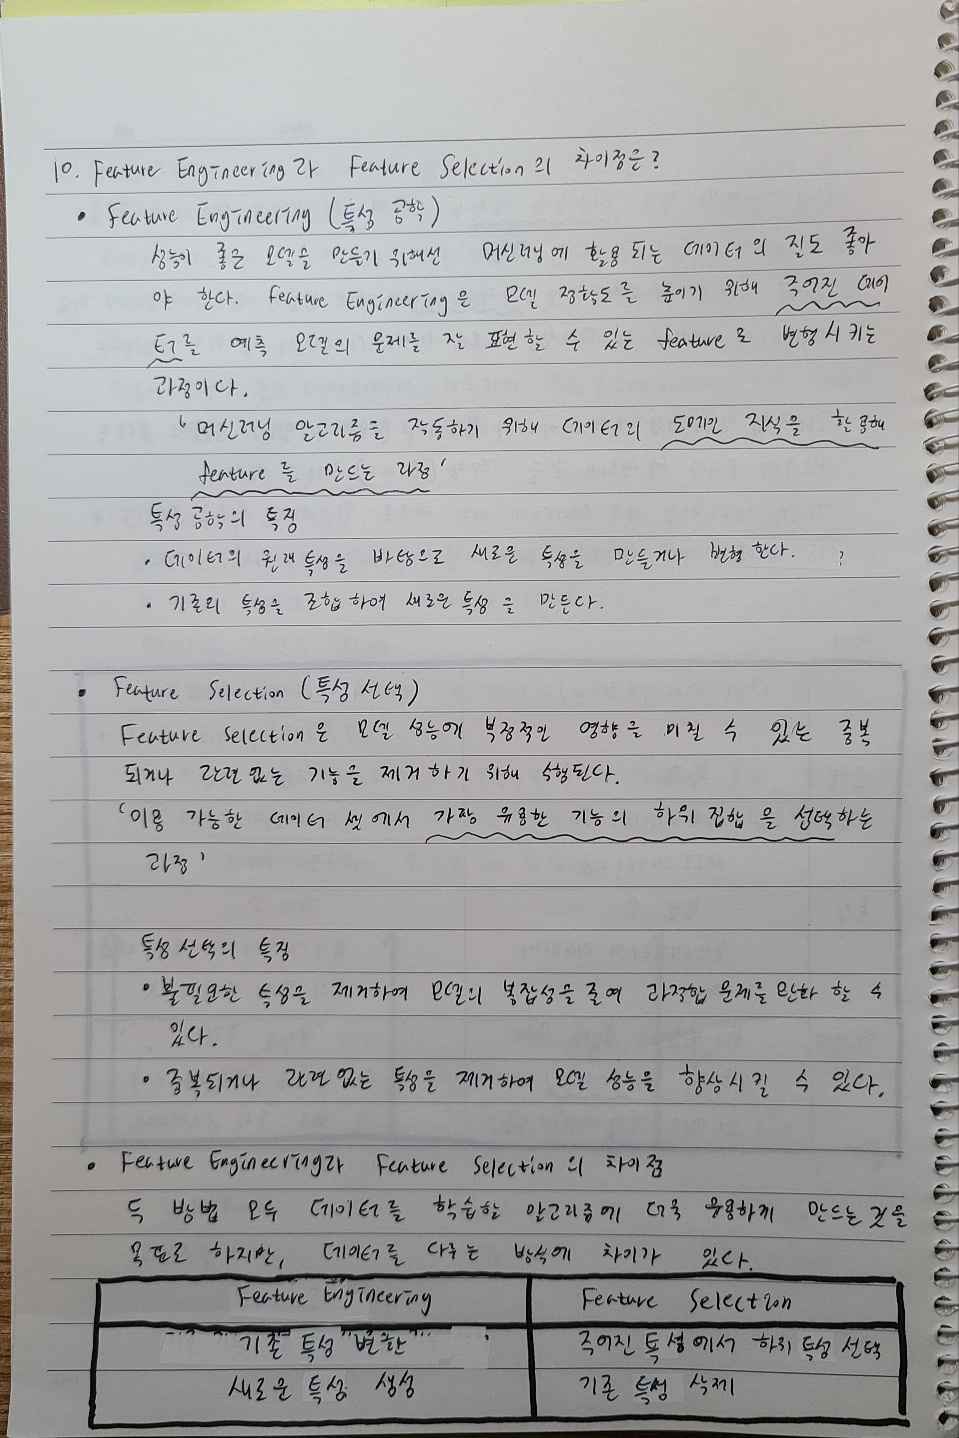 10. Feature Engineering과 Feature Selection의 차이점은?
• Feature Engineering (특성 공학)
성능이 좋은 모델을 만들기 위해선 머신러닝에 활용되는 데이터의 질도 좋아
야 한다. Feature Engineering은 모델 정확도를 높이기 위해 주어진 데이
터를 예측 모델의 문제를 잘 표현할 수 있는 feature로 변형시키는
과정이다.
'머신러닝 알고리즘을 작동하기 위해 데이터의 도메인 지식을 활용해
feature를 만드는 과정'
특성공학의 특징
• 데이터의 원래 특성을 바탕으로 새로운 특성을 만들거나 변형한다. ?
• 기존의 특성을 조합하여 새로운 특성을 만든다.
• Feature Selection (특성 선택)
Feature selection은 모델 성능에 부정적인 영향을 미칠 수 있는 중복
되거나 관련 없는 기능을 제거하기 위해 수행된다.
'이용 가능한 데이터 셋에서 가장 유용한 기능의 하위 집합을 선택하는
과정'
특성 선택의 특징
• 불필요한 특성을 제거하여 모델의 복잡성을 줄여 과적합 문제를 완화 할 수
있다.
• 중복되거나 관련 없는 특성을 제거하여 모델 성능을 향상시킬 수 있다.
• Feature Engineering과 Feature Selection의 차이점
두 방법 모두 데이터를 학습할 알고리즘에 더욱 유용하게 만드는 것을
목표로 하지만, 데이터를 다루는 방식에 차이가 있다.
Feature Engineering Feature Selection
기존 특성 변환 주어진 특성에서 하위 특성 선택
새로운 특성 생성 기존 특성 삭제